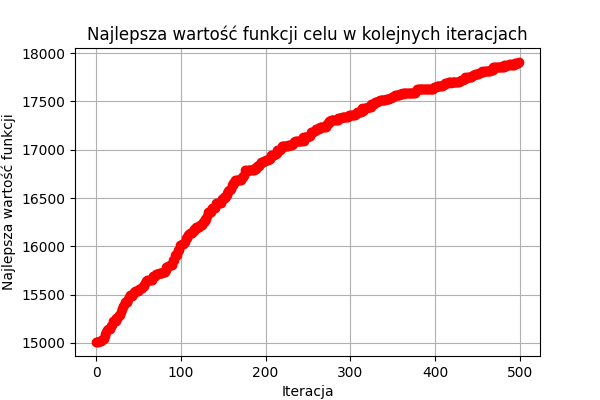 Najlepsza wartość funkcji celu w kolejnych iteracjach
Najlepsza wartość funkcji
18000
17500
17000
16500
16000
15500
15000
0 100 200 300 400 500
Iteracja